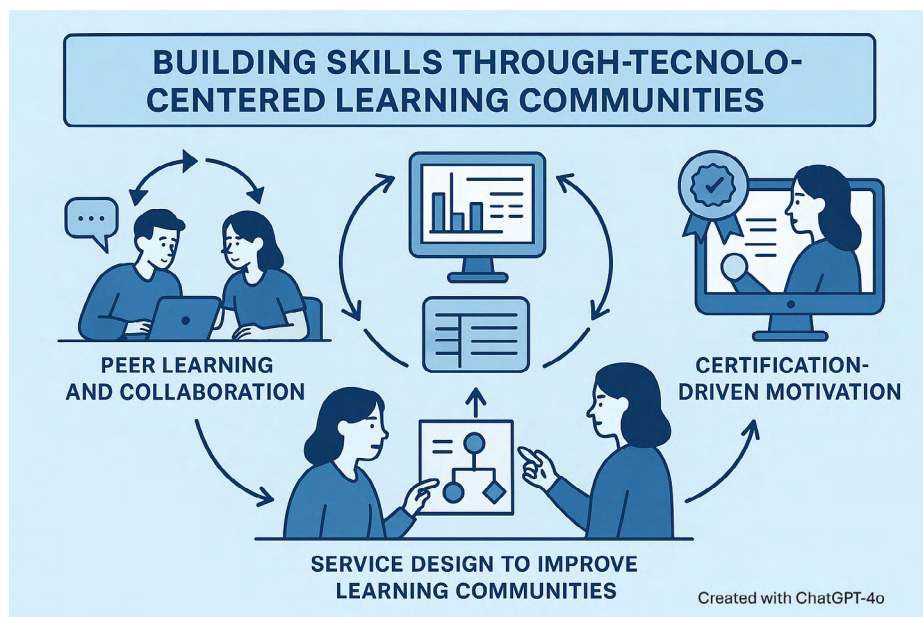 BUILDING SKILLS THROUGH-TECNOLO-
CENTERED LEARNING COMMUNITIES
PEER LEARNING
AND COLLABORATION
CERTIFICATION-
DRIVEN MOTIVATION
SERVICE DESIGN TO IMPROVE
LEARNING COMMUNITIES
Created with ChatGPT-4o